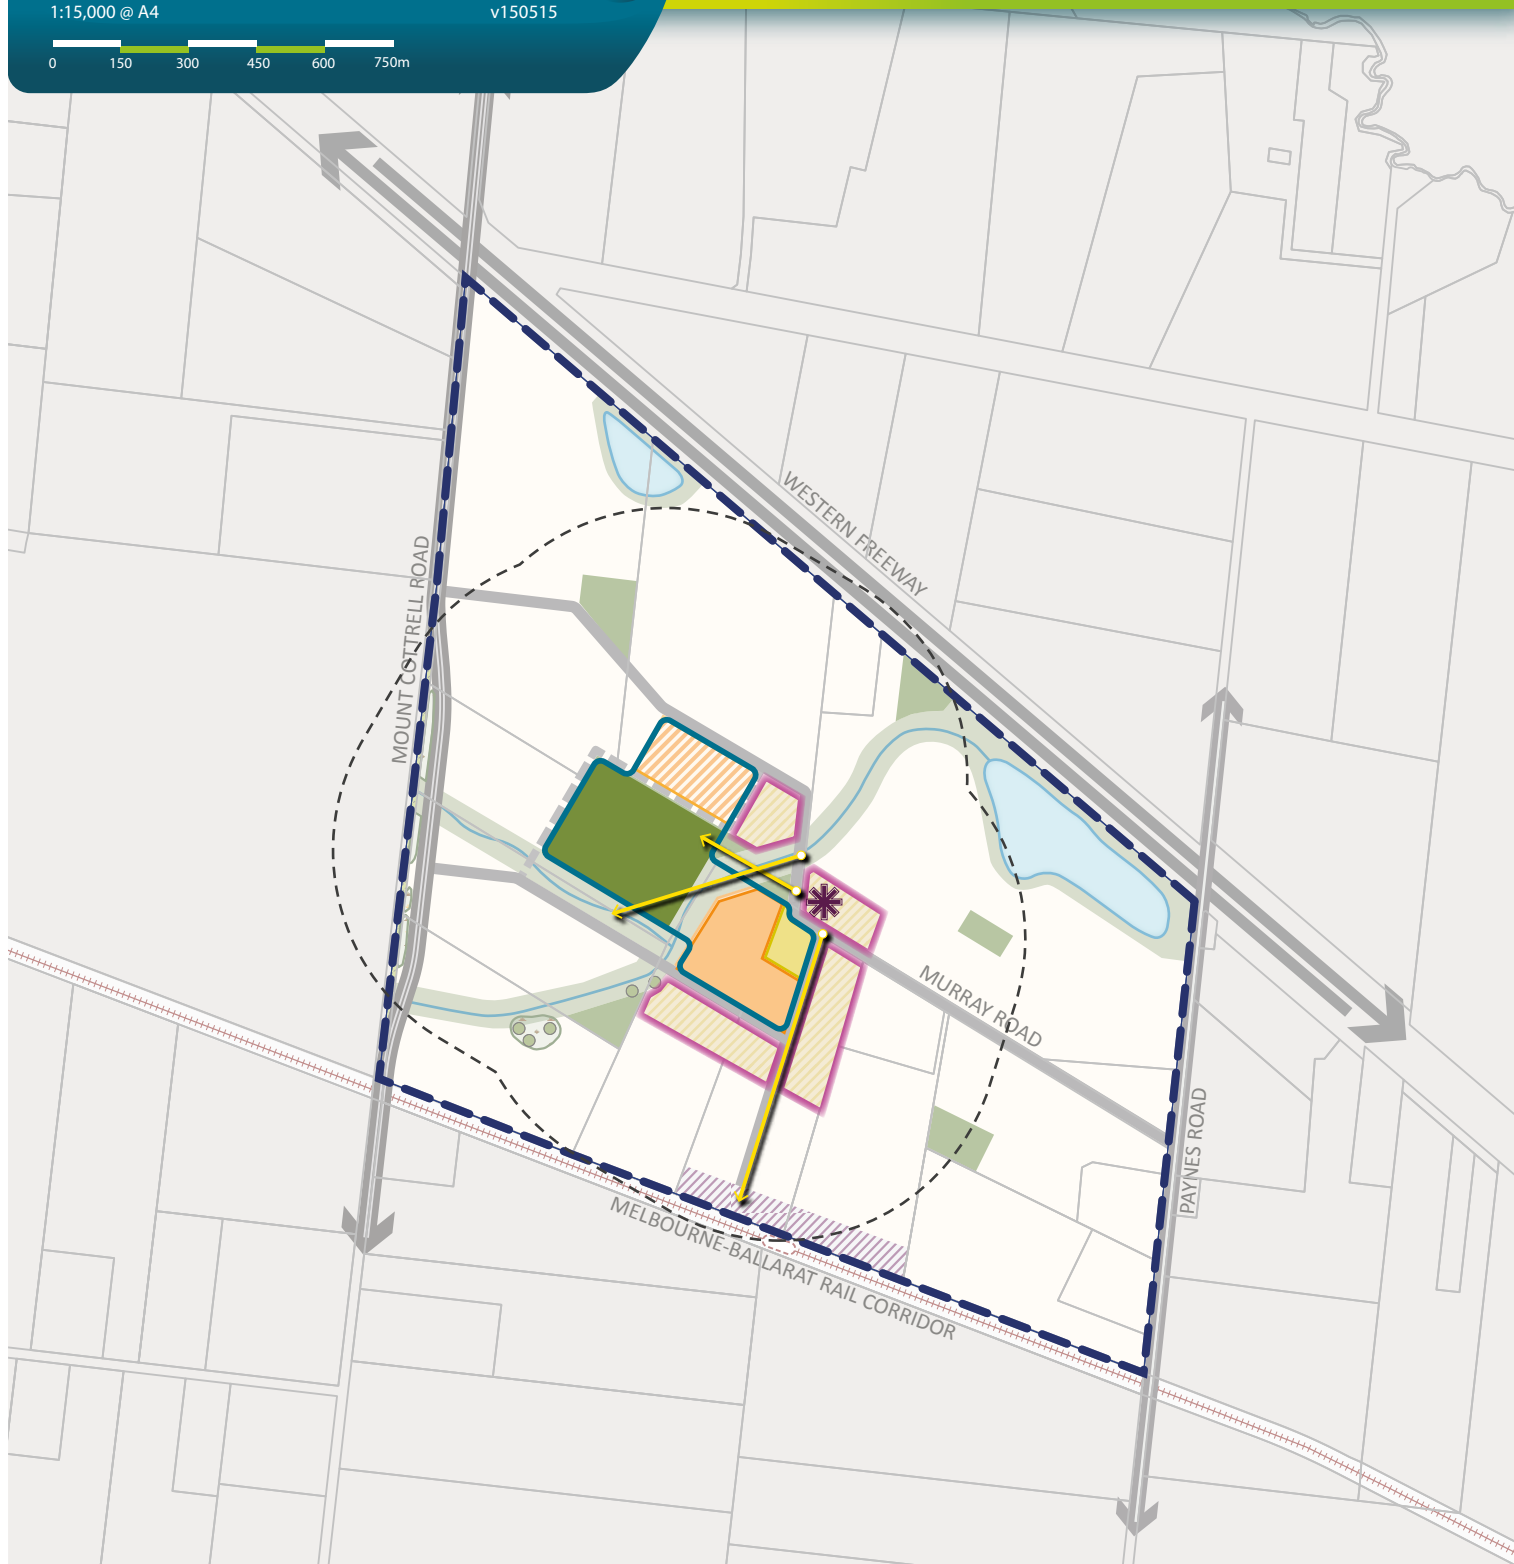 1:15,000 @ A4
v150515
0 150 300 450 600 750m
WESTERN FREEWAY
MOUNT COTTRELL ROAD
MURRAY ROAD
PAYNES ROAD
MELBOURNE-BALLARAT RAIL CORRIDOR